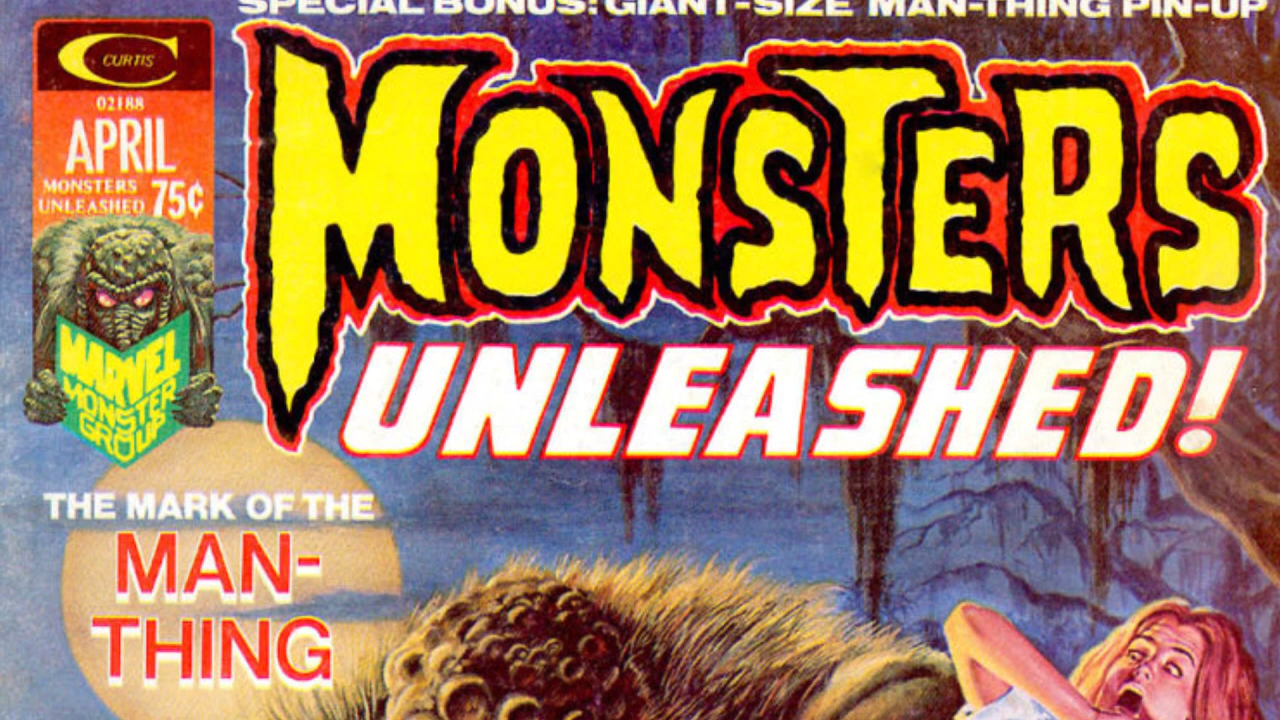 SPECIAL BONUS! GIANT-SIZE MAN-THING PIN-UP
CURTIS
02188
APRIL
MONSTERS
UNLEASHED 75¢
MARVEL
MONSTER
GROUP
MONSTERS
UNLEASHED!
THE MARK OF THE
MAN-
THING